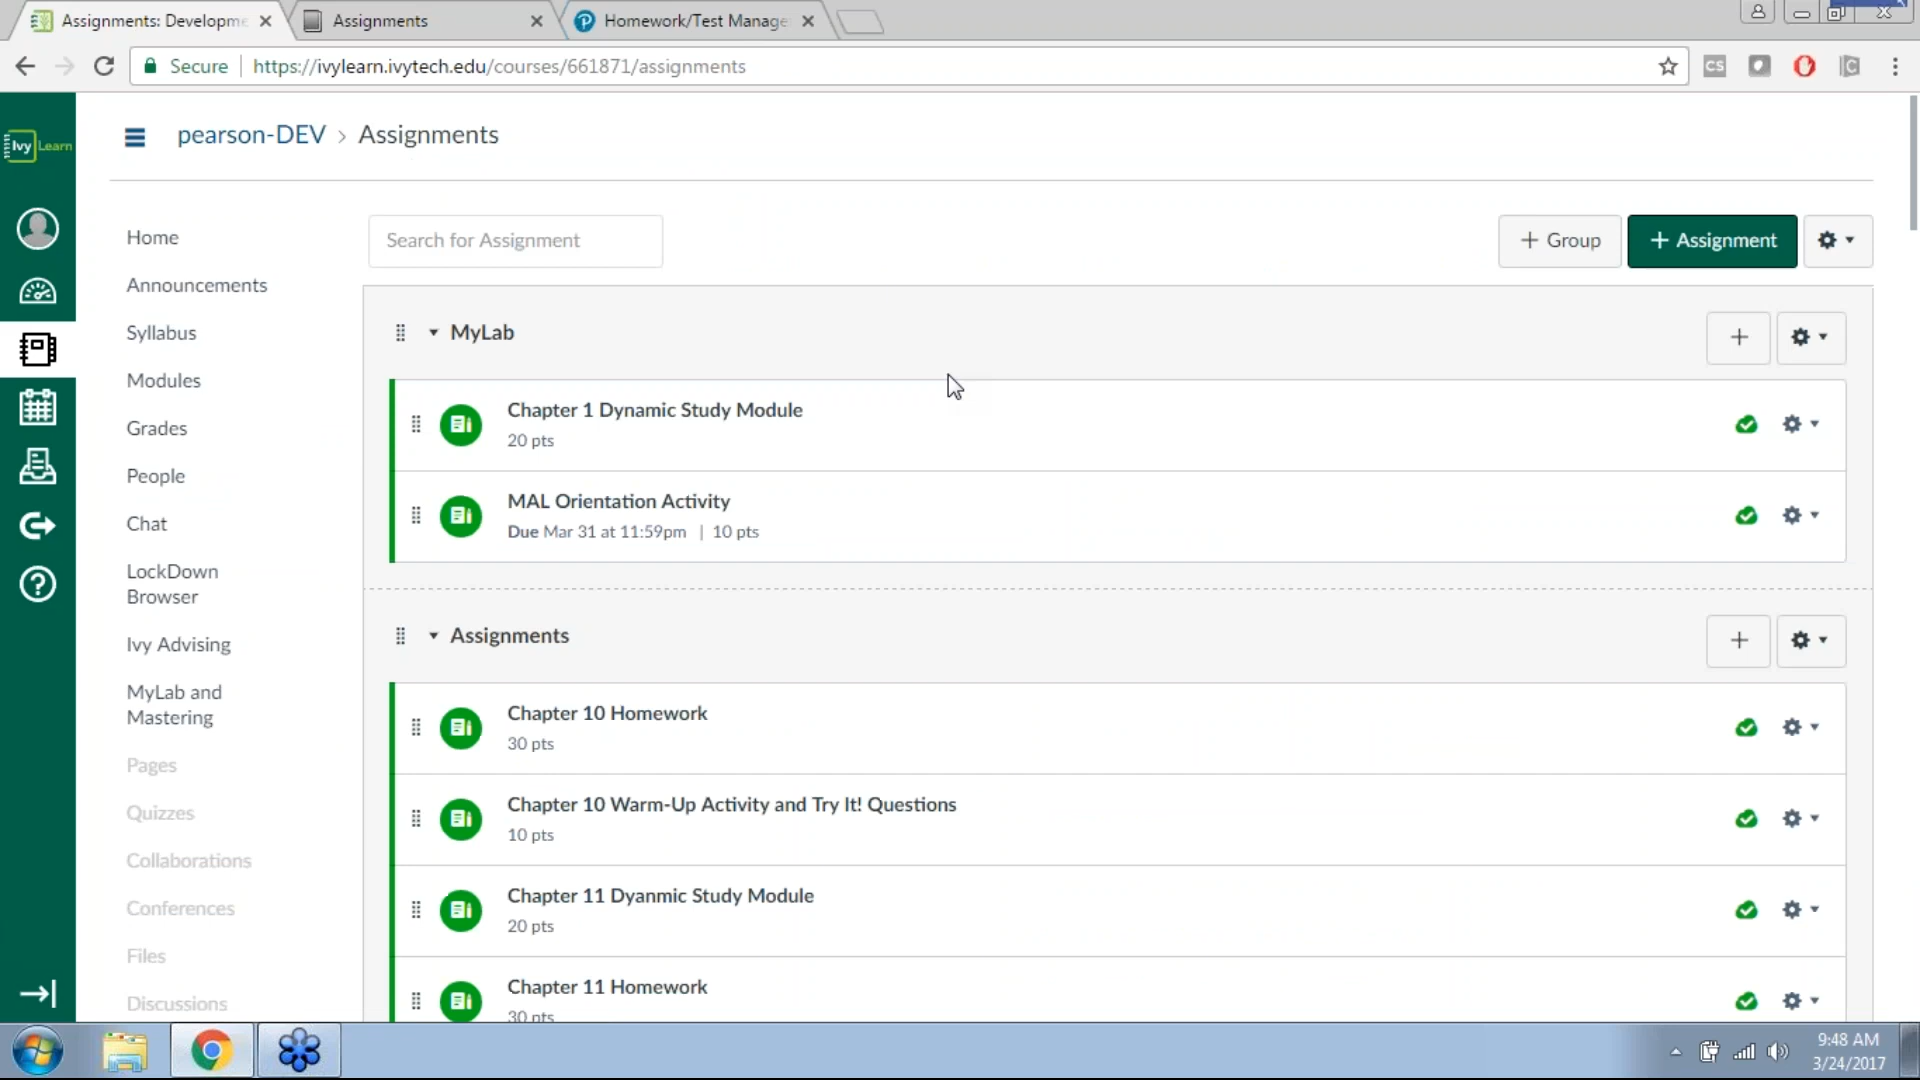 Assignments: Developme
Assignments
Homework/Test Manage
Secure
https://ivylearn.ivytech.edu/courses/661871/assignments
CS
Ivy Learn
pearson-DEV > Assignments
Home
Announcements
Syllabus
Modules
Grades
People
Chat
LockDown
Browser
Ivy Advising
MyLab and
Mastering
Pages
Quizzes
Collaborations
Conferences
Files
Discussions
Search for Assignment
+ Group
+ Assignment
MyLab
Chapter 1 Dynamic Study Module
20 pts
MAL Orientation Activity
Due Mar 31 at 11:59pm | 10 pts
Assignments
Chapter 10 Homework
30 pts
Chapter 10 Warm-Up Activity and Try It! Questions
10 pts
Chapter 11 Dyanmic Study Module
20 pts
Chapter 11 Homework
30 pts
9:48 AM
3/24/2017